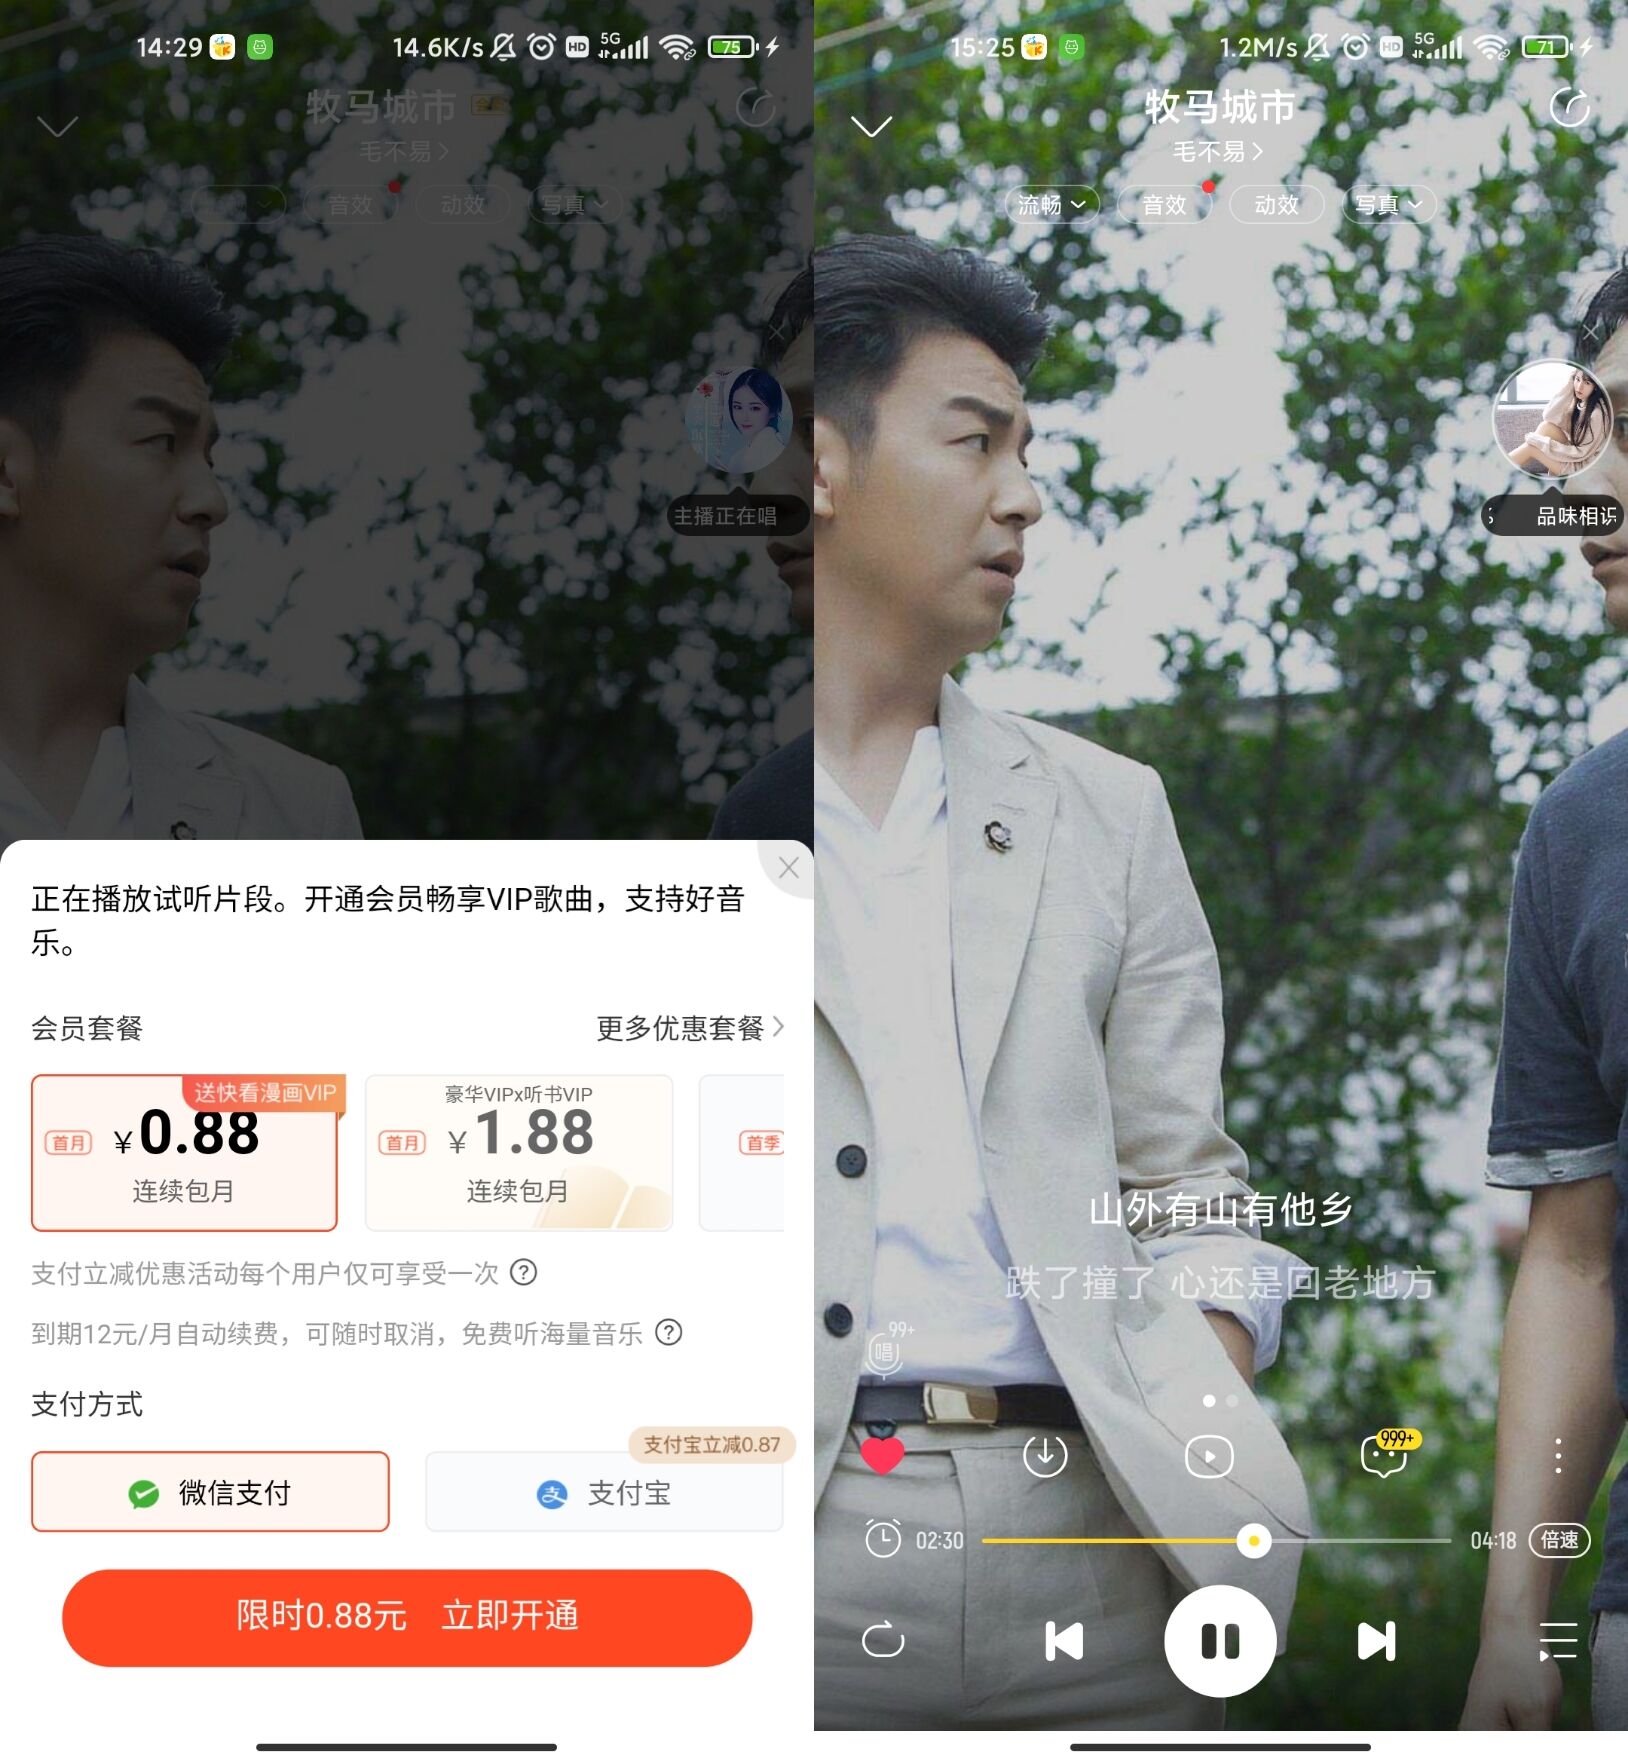 14:29
14.6K/s
HD
5G
75
牧马城市
毛不易
音效
动效
写真
主播正在唱
正在播放试听片段。开通会员畅享VIP歌曲，支持好音
乐。
会员套餐
更多优惠套餐
送快看漫画VIP
首月
¥0.88
连续包月
豪华VIPx听书VIP
首月
¥1.88
连续包月
首季
支付立减优惠活动每个用户仅可享受一次
到期12元/月自动续费，可随时取消，免费听海量音乐
支付方式
支付宝立减0.87
微信支付
支付宝
限时0.88元 立即开通
15:25
1.2M/s
HD
5G
71
牧马城市
毛不易
流畅
音效
动效
写真
品味相识
山外有山有他乡
跌了撞了 心还是回老地方
99+
唱
999+
02:30
04:18
倍速